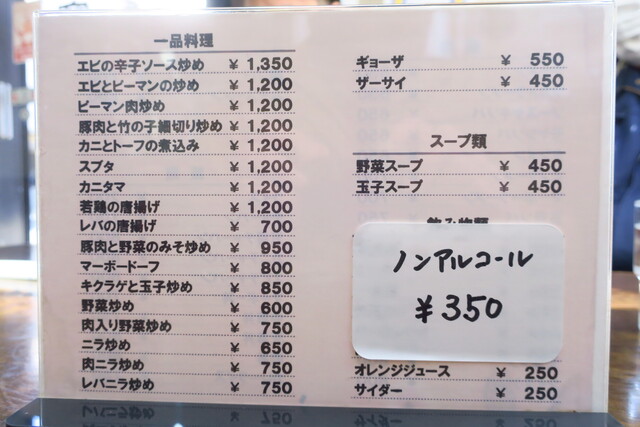 一品料理
エビの辛子ソース炒め ¥ 1,350
エビとピーマンの炒め ¥ 1,200
ピーマン肉炒め ¥ 1,200
豚肉と竹の子細切り炒め ¥ 1,200
カニとトーフの煮込み ¥ 1,200
スブタ ¥ 1,200
カニタマ ¥ 1,200
若鶏の唐揚げ ¥ 1,200
レバの唐揚げ ¥ 700
豚肉と野菜のみそ炒め ¥ 950
マーボードーフ ¥ 800
キクラゲと玉子炒め ¥ 850
野菜炒め ¥ 600
肉入り野菜炒め ¥ 750
ニラ炒め ¥ 650
肉ニラ炒め ¥ 750
レバニラ炒め ¥ 750
ギョーザ ¥ 550
ザーサイ ¥ 450
スープ類
野菜スープ ¥ 450
玉子スープ ¥ 450
ノンアルコール
¥350
オレンジジュース ¥ 250
サイダー ¥ 250